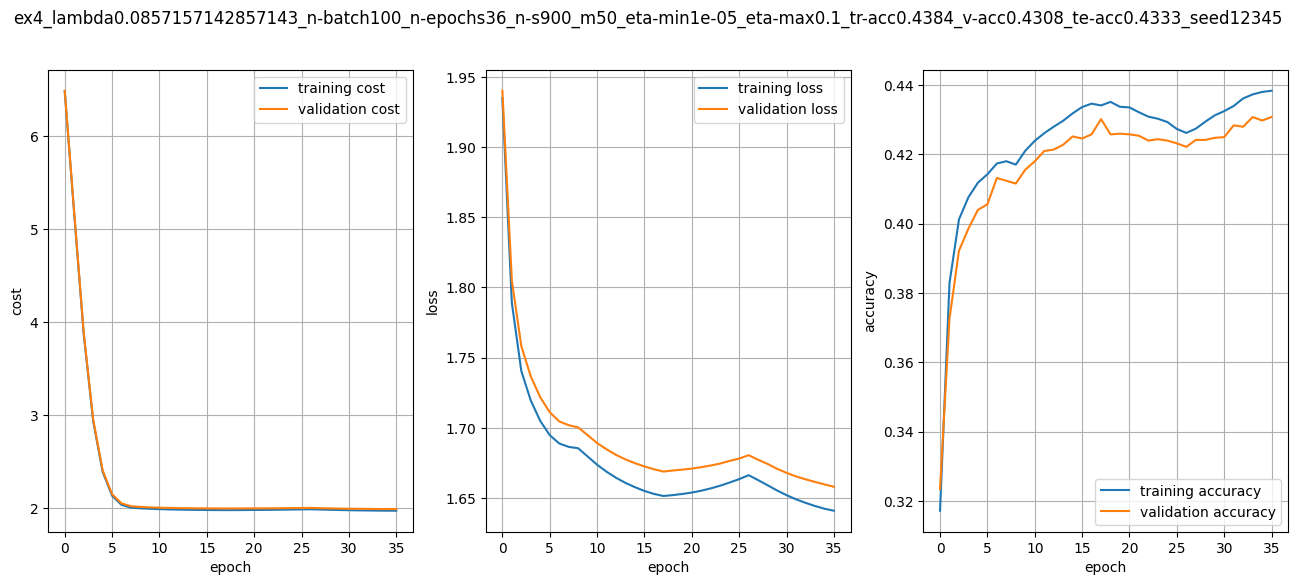 ex4_lambda0.0857157142857143_n-batch100_n-epochs36_n-s900_m50_eta-min1e-05_eta-max0.1_tr-acc0.4384_v-acc0.4308_te-acc0.4333_seed12345
training cost
validation cost
6
5
4
3
2
cost
0 5 10 15 20 25 30 35
epoch
training loss
validation loss
1.95
1.90
1.85
1.80
1.75
1.70
1.65
loss
0 5 10 15 20 25 30 35
epoch
0.44
0.42
0.40
0.38
0.36
0.34
0.32
accuracy
training accuracy
validation accuracy
0 5 10 15 20 25 30 35
epoch